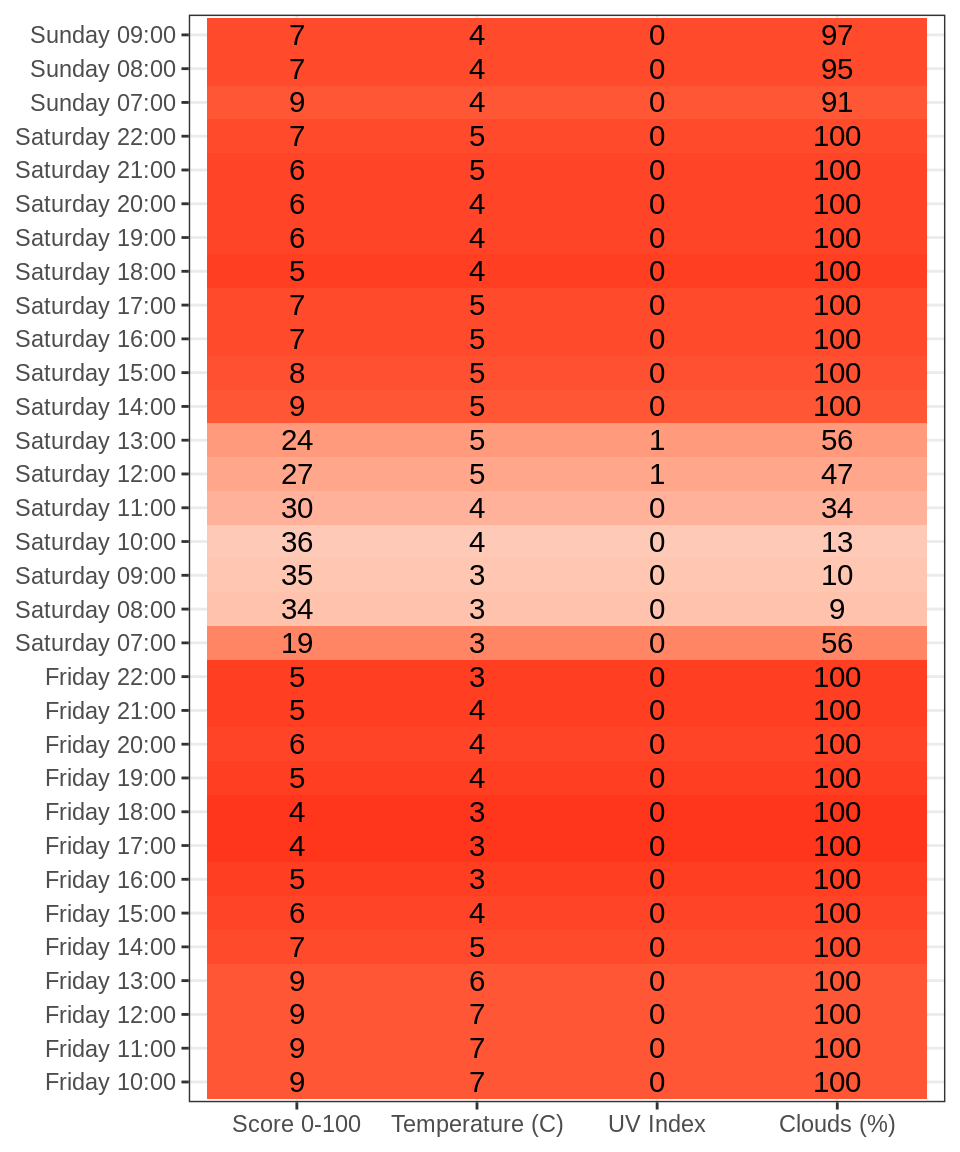 Sunday 09:00 7 4 0 97
Sunday 08:00 7 4 0 95
Sunday 07:00 9 4 0 91
Saturday 22:00 7 5 0 100
Saturday 21:00 6 5 0 100
Saturday 20:00 6 4 0 100
Saturday 19:00 6 4 0 100
Saturday 18:00 5 4 0 100
Saturday 17:00 7 5 0 100
Saturday 16:00 7 5 0 100
Saturday 15:00 8 5 0 100
Saturday 14:00 9 5 0 100
Saturday 13:00 24 5 1 56
Saturday 12:00 27 5 1 47
Saturday 11:00 30 4 0 34
Saturday 10:00 36 4 0 13
Saturday 09:00 35 3 0 10
Saturday 08:00 34 3 0 9
Saturday 07:00 19 3 0 56
Friday 22:00 5 3 0 100
Friday 21:00 5 4 0 100
Friday 20:00 6 4 0 100
Friday 19:00 5 4 0 100
Friday 18:00 4 3 0 100
Friday 17:00 4 3 0 100
Friday 16:00 5 3 0 100
Friday 15:00 6 4 0 100
Friday 14:00 7 5 0 100
Friday 13:00 9 6 0 100
Friday 12:00 9 7 0 100
Friday 11:00 9 7 0 100
Friday 10:00 9 7 0 100
Score 0-100 Temperature (C) UV Index Clouds (%)